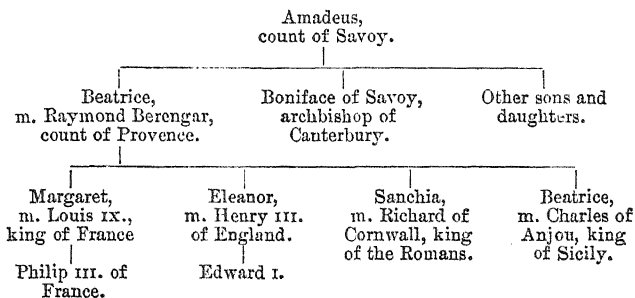 Amadeus,
count of Savoy.
Beatrice,
m. Raymond Berengar,
count of Provence.
Boniface of Savoy,
archbishop of
Canterbury.
Other sons and
daughters.
Margaret,
m. Louis IX.,
king of France
Eleanor,
m. Henry III.
of England.
Sanchia,
m. Richard of
Cornwall, king
of the Romans.
Beatrice,
m. Charles of
Anjou, king
of Sicily.
Philip III. of
France.
Edward I.